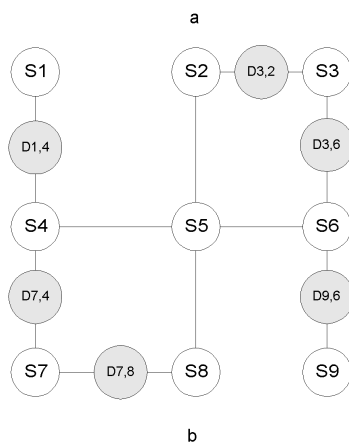 a
S1 S2 D3,2 S3
D1,4 D3,6
S4 S5 S6
D7,4 D9,6
S7 D7,8 S8 S9
b